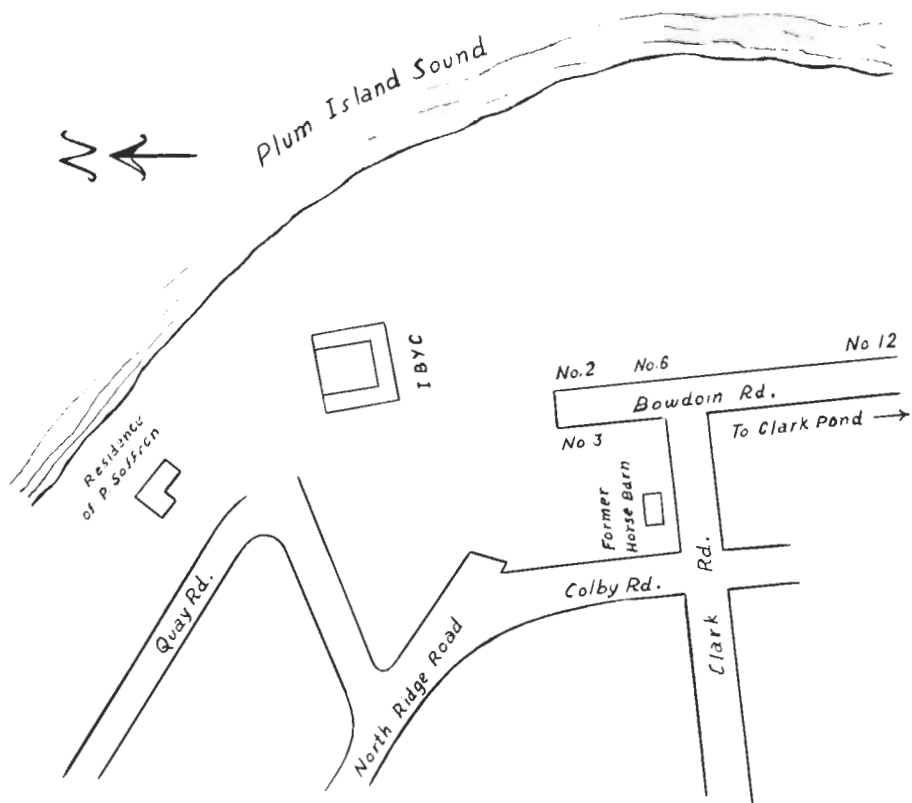 Plum Island Sound
N
IBYC
No.2
No.6
No 12
Bowdoin Rd.
No 3
To Clark Pond
Residence
of P. Saffron
Former
Horse Barn
Quay Rd.
Colby Rd.
Clark Rd.
North Ridge Road